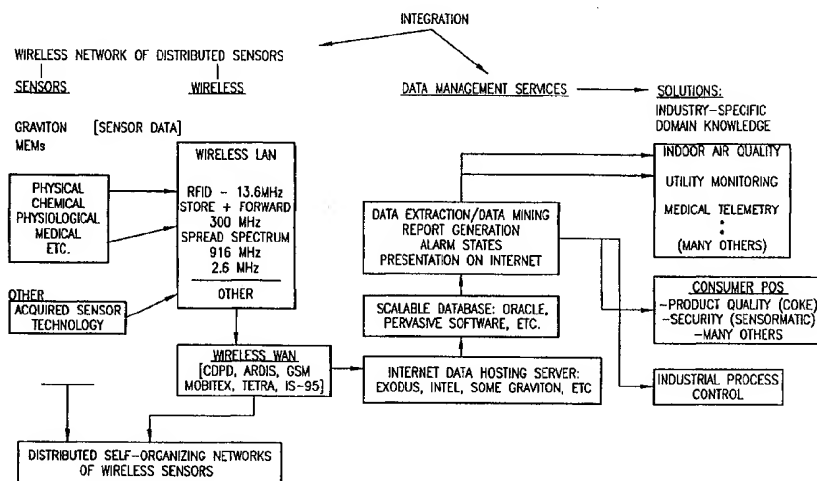 INTEGRATION
WIRELESS NETWORK OF DISTRIBUTED SENSORS
SENSORS
WIRELESS
DATA MANAGEMENT SERVICES
SOLUTIONS:
INDUSTRY-SPECIFIC
DOMAIN KNOWLEDGE
GRAVITON
MEMs
[SENSOR DATA]
PHYSICAL
CHEMICAL
PHYSIOLOGICAL
MEDICAL
ETC.
OTHER
ACQUIRED SENSOR
TECHNOLOGY
WIRELESS LAN
RFID - 13.6MHz
STORE + FORWARD
300 MHz
SPREAD SPECTRUM
916 MHz
2.6 MHz
OTHER
WIRELESS WAN
[CDPD, ARDIS, GSM
MOBITEX, TETRA, IS-95]
DISTRIBUTED SELF-ORGANIZING NETWORKS
OF WIRELESS SENSORS
DATA EXTRACTION/DATA MINING
REPORT GENERATION
ALARM STATES
PRESENTATION ON INTERNET
SCALABLE DATABASE: ORACLE,
PERVASIVE SOFTWARE, ETC.
INTERNET DATA HOSTING SERVER:
EXODUS, INTEL, SOME GRAVITON, ETC
INDOOR AIR QUALITY
UTILITY MONITORING
MEDICAL TELEMETRY
(MANY OTHERS)
CONSUMER POS
-PRODUCT QUALITY (COKE)
-SECURITY (SENSORMATIC)
-MANY OTHERS
INDUSTRIAL PROCESS
CONTROL